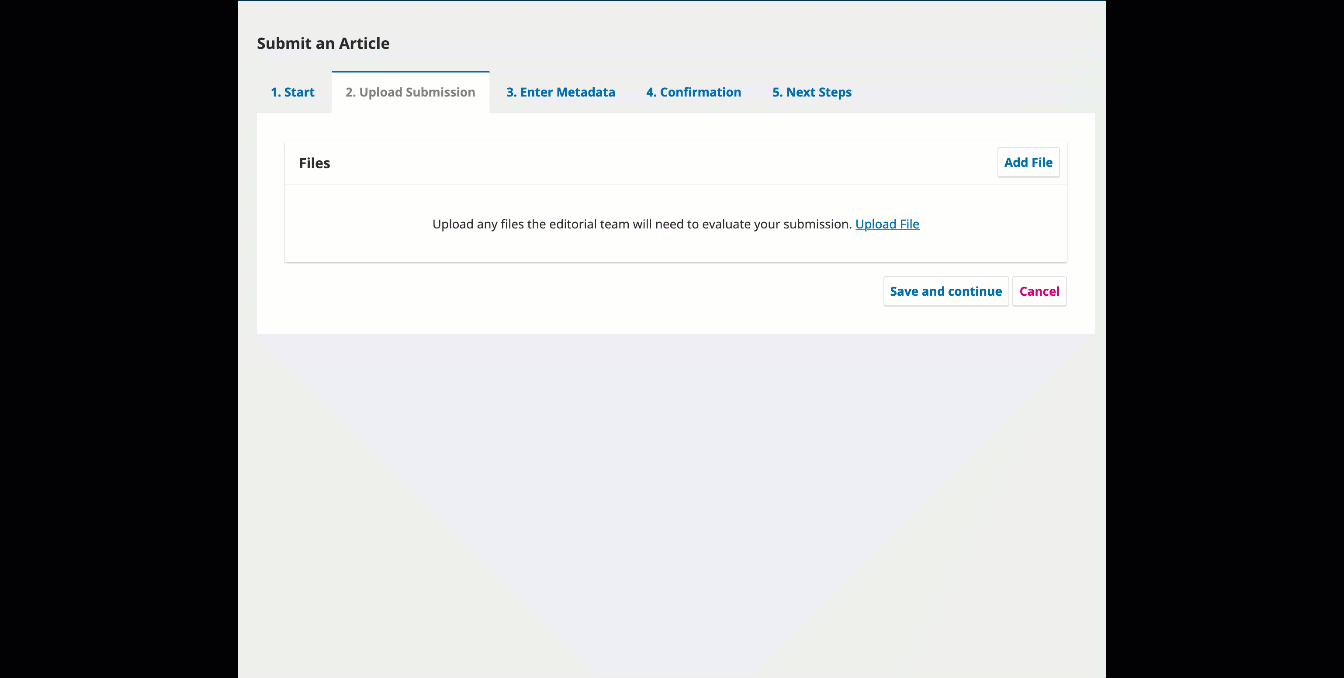 Submit an Article
1. Start 2. Upload Submission 3. Enter Metadata 4. Confirmation 5. Next Steps
Files Add File
Upload any files the editorial team will need to evaluate your submission. Upload File
Save and continue Cancel